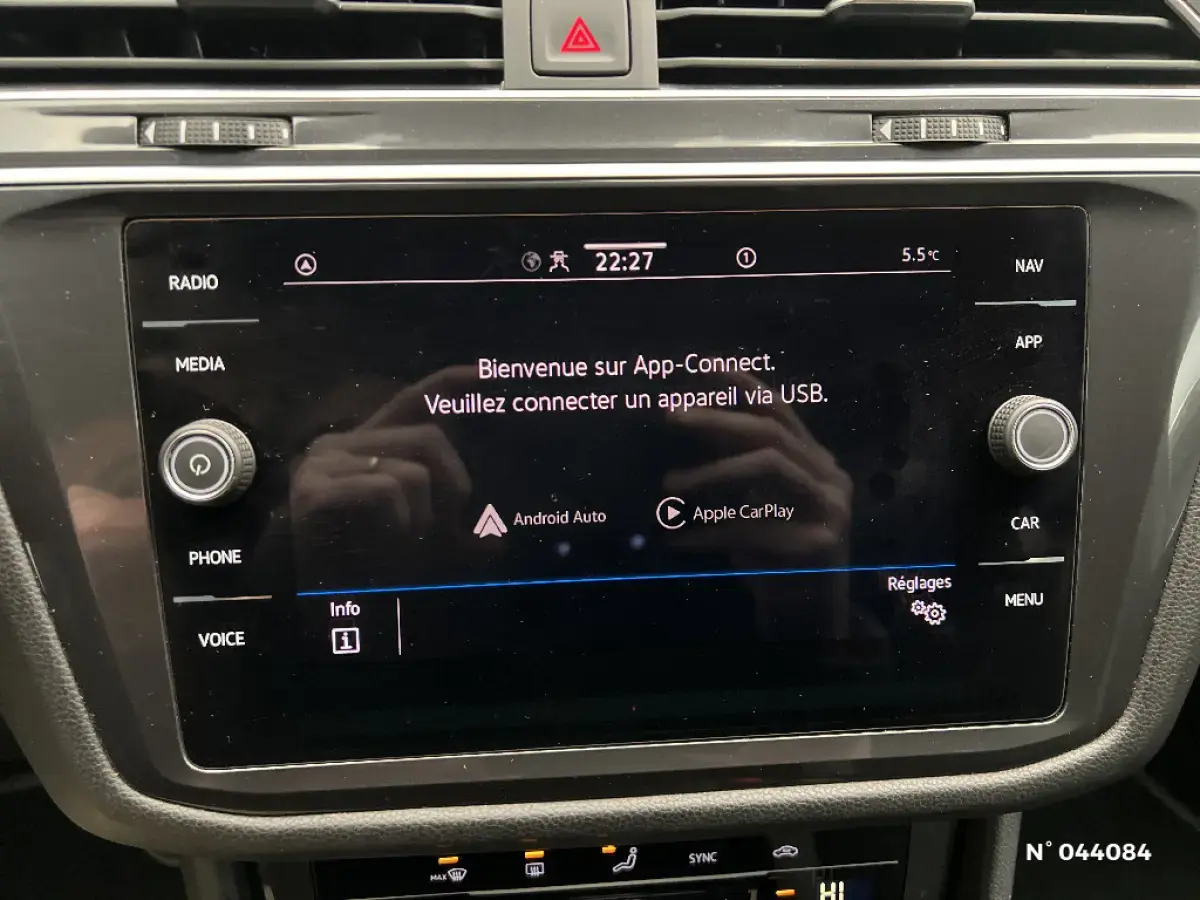 RADIO
MEDIA
PHONE
VOICE
22:27
1
5.5°C
Bienvenue sur App-Connect.
Veuillez connecter un appareil via USB.
Android Auto
Apple CarPlay
Info
i
Réglages
NAV
APP
CAR
MENU
MAX
SYNC
HI
N° 044084